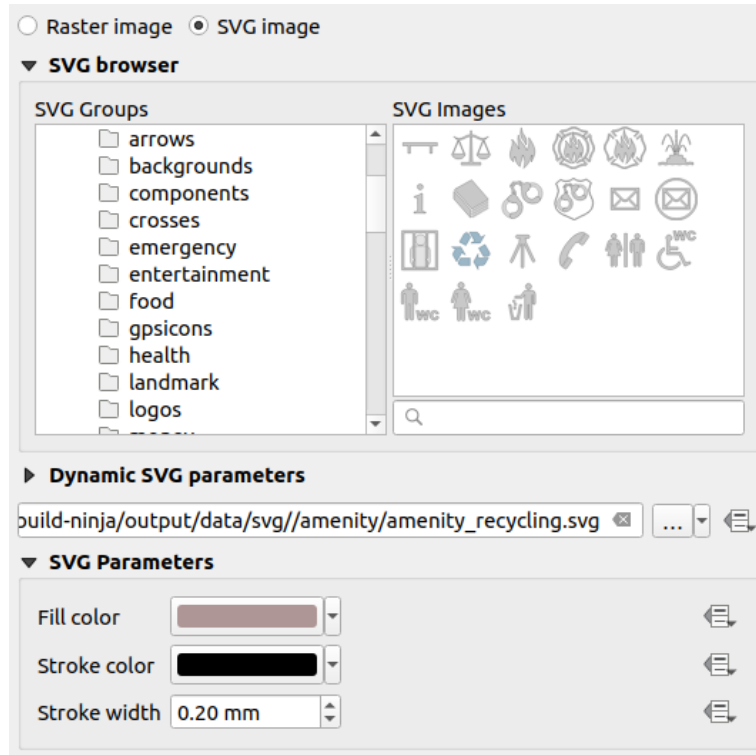 Raster image SVG image
SVG browser
SVG Groups
arrows
backgrounds
components
crosses
emergency
entertainment
food
gpsicons
health
landmark
logos
SVG Images
i
wc
wc wc
Dynamic SVG parameters
build-ninja/output/data/svg//amenity/amenity_recycling.svg ...
SVG Parameters
Fill color
Stroke color
Stroke width 0.20 mm